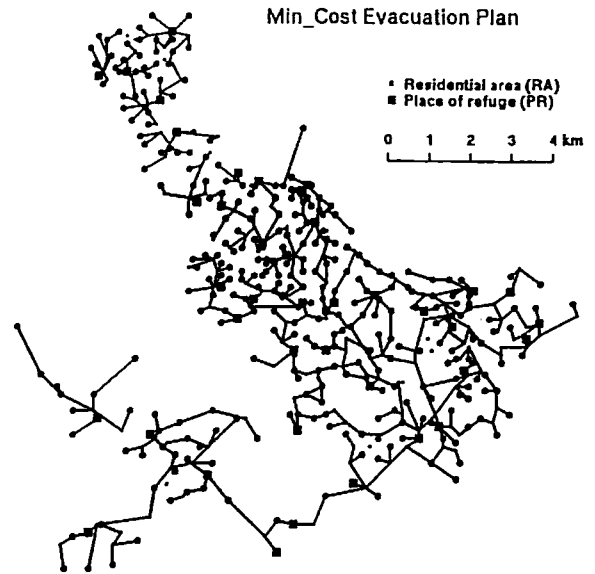 Min_Cost Evacuation Plan
Residential area (RA)
Place of refuge (PR)
0 1 2 3 4 km